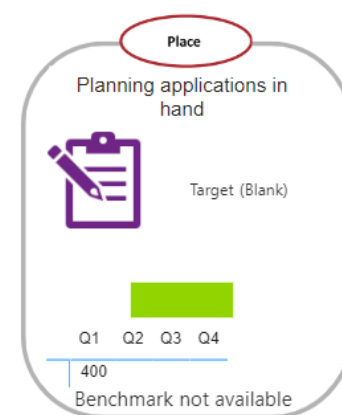 Place
Planning applications in
hand
Target (Blank)
Q1 Q2 Q3 Q4
400
Benchmark not available